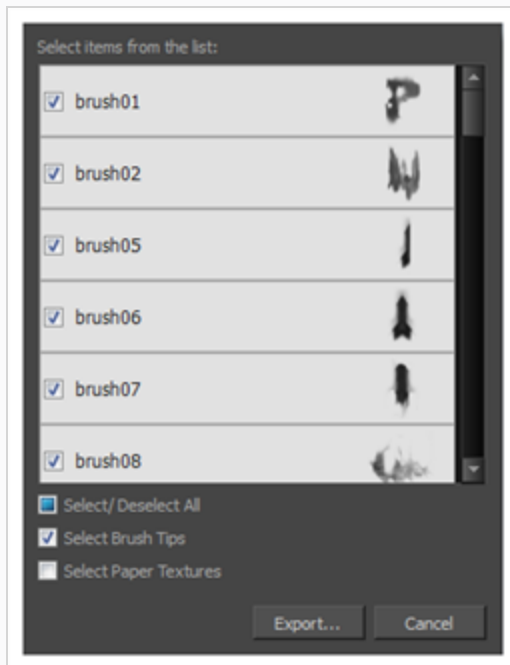 Select items from the list:
brush01
brush02
brush05
brush06
brush07
brush08
Select/ Deselect All
Select Brush Tips
Select Paper Textures
Export... Cancel